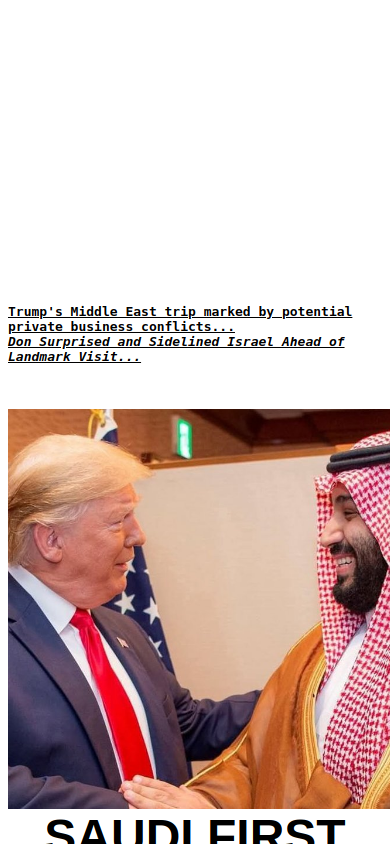 Trump's Middle East trip marked by potential
private business conflicts...
Don Surprised and Sidelined Israel Ahead of
Landmark Visit...
SAUDI FIRST